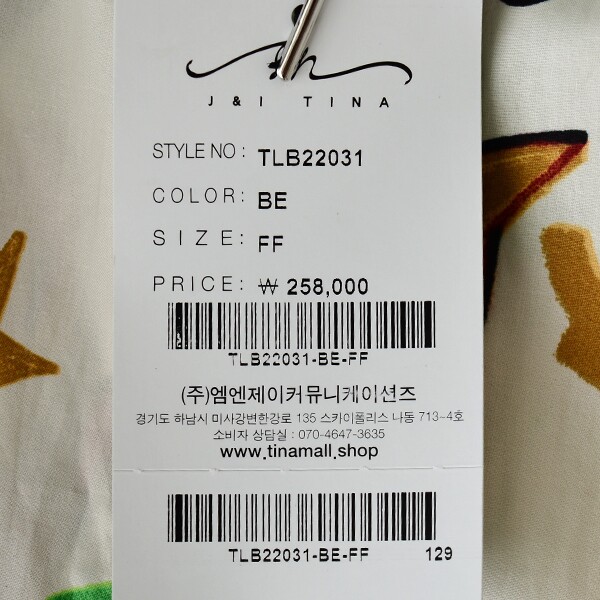 J & I TINA
STYLE NO : TLB22031
COLOR: BE
SIZE: FF
PRICE: ₩ 258,000
TLB22031-BE-FF
(주)엠엔제이커뮤니케이션즈
경기도 하남시 미사강변한강로 135 스카이폴리스 나동 713-4호
소비자 상담실 : 070-4647-3635
www.tinamall.shop
TLB22031-BE-FF 129